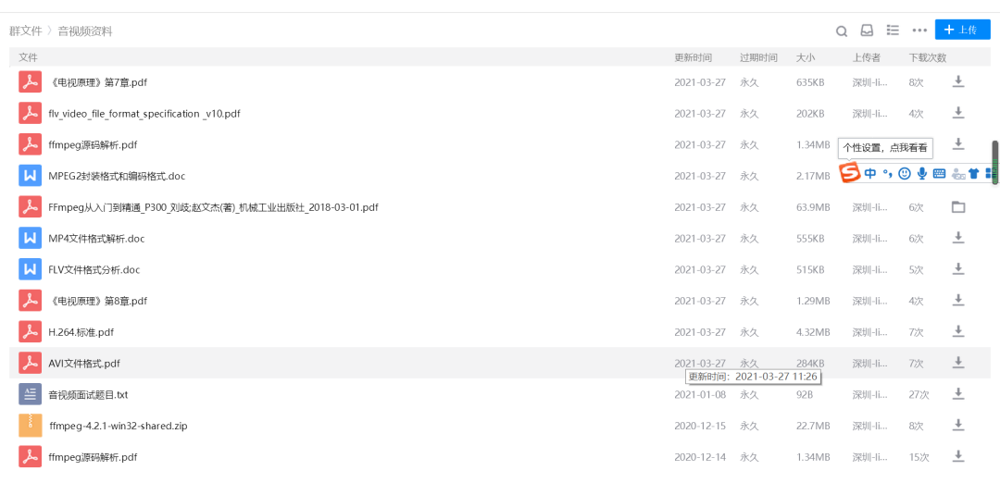 群文件 〉音视频资料
+ 上传
文件 更新时间 过期时间 大小 上传者 下载次数
《电视原理》第7章.pdf 2021-03-27 永久 635KB 深圳-li... 8次
flv_video_file_format_specification _v10.pdf 2021-03-27 永久 202KB 深圳-li... 4次
ffmpeg源码解析.pdf 2021-03-27 永久 1.34MB
个性设置，点我看看
MPEG2封装格式和编码格式.doc 2021-03-27 永久 2.17MB
S 中
FFmpeg从入门到精通_P300_刘歧;赵文杰(著)_机械工业出版社_2018-03-01.pdf 2021-03-27 永久 63.9MB 深圳-li... 6次
MP4文件格式解析.doc 2021-03-27 永久 555KB 深圳-li... 6次
FLV文件格式分析.doc 2021-03-27 永久 515KB 深圳-li... 5次
《电视原理》第8章.pdf 2021-03-27 永久 1.29MB 深圳-li... 4次
H.264.标准.pdf 2021-03-27 永久 4.32MB 深圳-li... 7次
AVI文件格式.pdf 2021-03-27 永久 284KB 深圳-li... 7次
更新时间：2021-03-27 11:26
音视频面试题目.txt 2021-01-08 永久 92B 深圳-li... 27次
ffmpeg-4.2.1-win32-shared.zip 2020-12-15 永久 22.7MB 深圳-li... 8次
ffmpeg源码解析.pdf 2020-12-14 永久 1.34MB 深圳-li... 15次